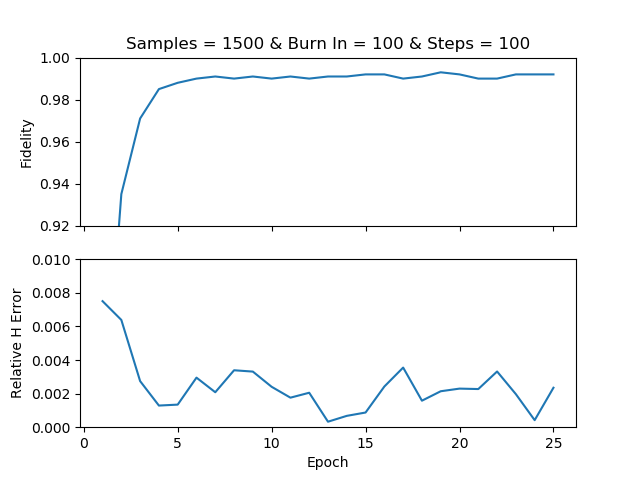 Samples = 1500 & Burn In = 100 & Steps = 100
1.00
0.98
0.96
0.94
0.92
Fidelity
0.010
0.008
0.006
0.004
0.002
0.000
Relative H Error
0 5 10 15 20 25
Epoch